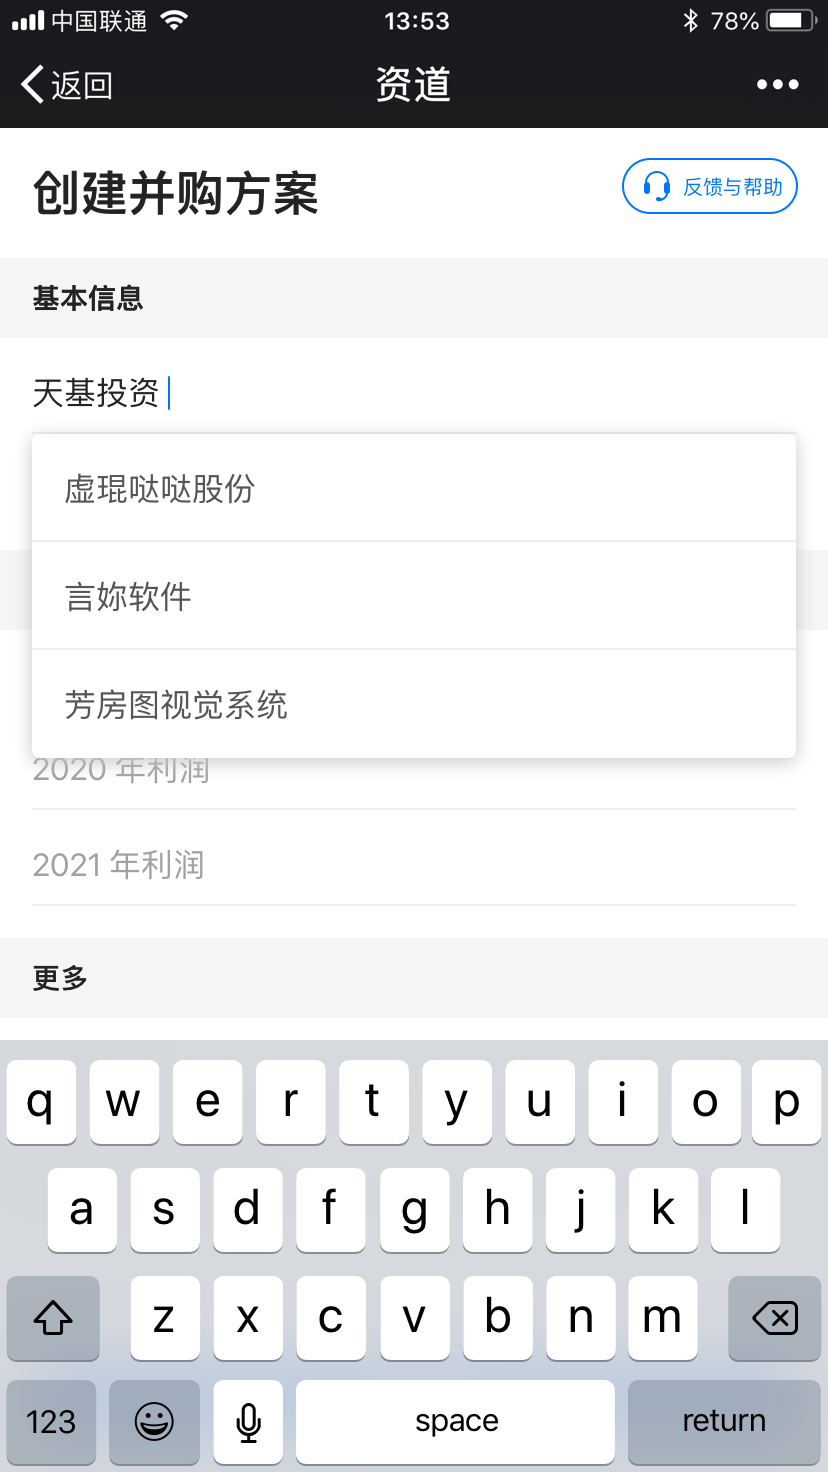 中国联通 13:53 78%
返回 资道
创建并购方案 反馈与帮助
基本信息
天基投资
虚琨哒哒股份
言妳软件
芳房图视觉系统
2020 年利润
2021 年利润
更多
q w e r t y u i o p
a s d f g h j k l
z x c v b n m
123 space return